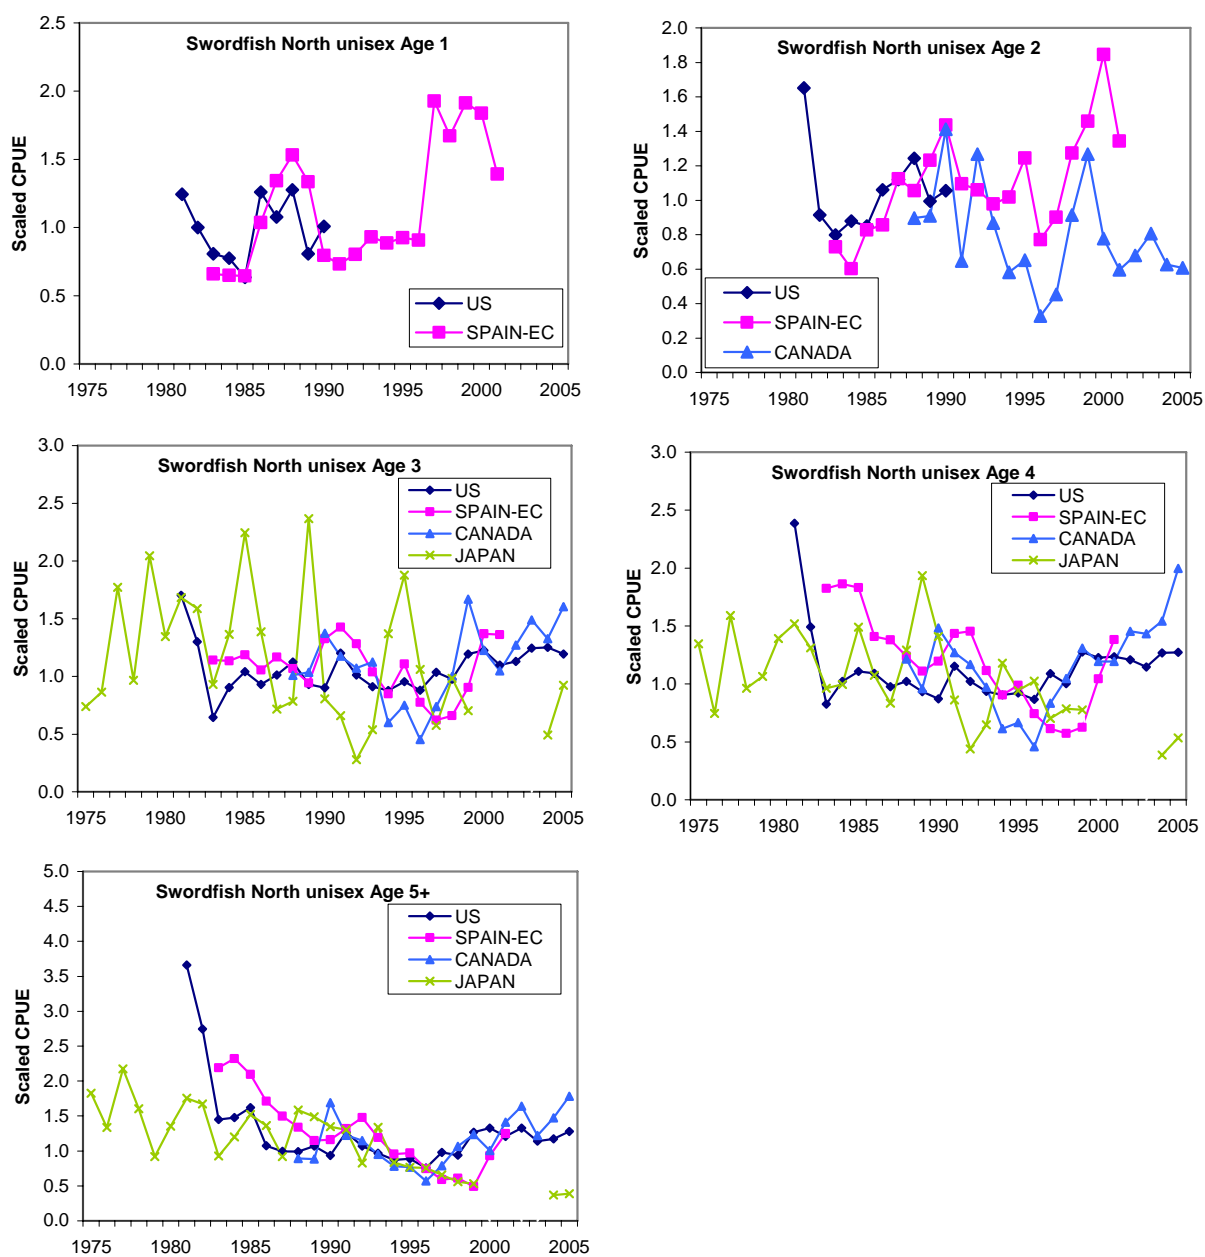 Swordfish North unisex Age 1
Scaled CPUE
2.5
2.0
1.5
1.0
0.5
0.0
US
SPAIN-EC
1975 1980 1985 1990 1995 2000 2005
Swordfish North unisex Age 2
Scaled CPUE
2.0
1.8
1.6
1.4
1.2
1.0
0.8
0.6
0.4
0.2
0.0
US
SPAIN-EC
CANADA
1975 1980 1985 1990 1995 2000 2005
Swordfish North unisex Age 3
Scaled CPUE
3.0
2.5
2.0
1.5
1.0
0.5
0.0
US
SPAIN-EC
CANADA
JAPAN
1975 1980 1985 1990 1995 2000 2005
Swordfish North unisex Age 4
Scaled CPUE
3.0
2.5
2.0
1.5
1.0
0.5
0.0
US
SPAIN-EC
CANADA
JAPAN
1975 1980 1985 1990 1995 2000 2005
Swordfish North unisex Age 5+
Scaled CPUE
5.0
4.5
4.0
3.5
3.0
2.5
2.0
1.5
1.0
0.5
0.0
US
SPAIN-EC
CANADA
JAPAN
1975 1980 1985 1990 1995 2000 2005